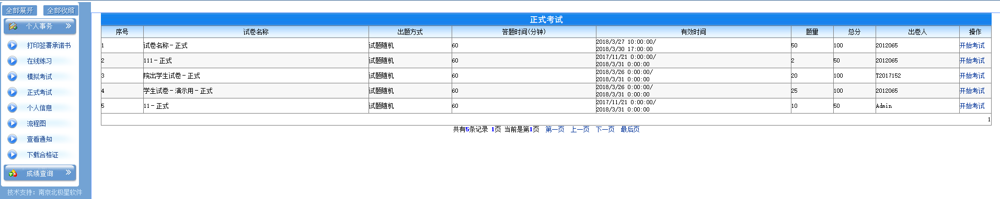 全部展开 全部收缩
个人事务
打印签署承诺书
在线练习
模拟考试
正式考试
个人信息
流程图
查看通知
下载合格证
成绩查询
技术支持：南京北极星软件
正式考试
序号 试卷名称 出题方式 答题时间(分钟) 有效时间 题量 总分 出卷人 操作
1 试卷名称－正式 试题随机 60 2018/3/27 10:00:00/ 50 100 2012065 开始考试
2018/3/30 17:00:00
2 111－正式 试题随机 60 2017/11/21 0:00:00/ 2 50 2012065 开始考试
2018/3/31 0:00:00
3 院出学生试卷－正式 试题随机 60 2018/3/26 0:00:00/ 20 100 T2017152 开始考试
2018/3/31 0:00:00
4 学生试卷－演示用－正式 试题随机 60 2018/3/26 0:00:00/ 25 100 2012065 开始考试
2018/3/31 0:00:00
5 11－正式 试题随机 60 2017/11/21 0:00:00/ 10 50 Admin 开始考试
2018/3/31 0:00:00
1
共有5条记录 1页 当前是第1页 第一页 上一页 下一页 最后页